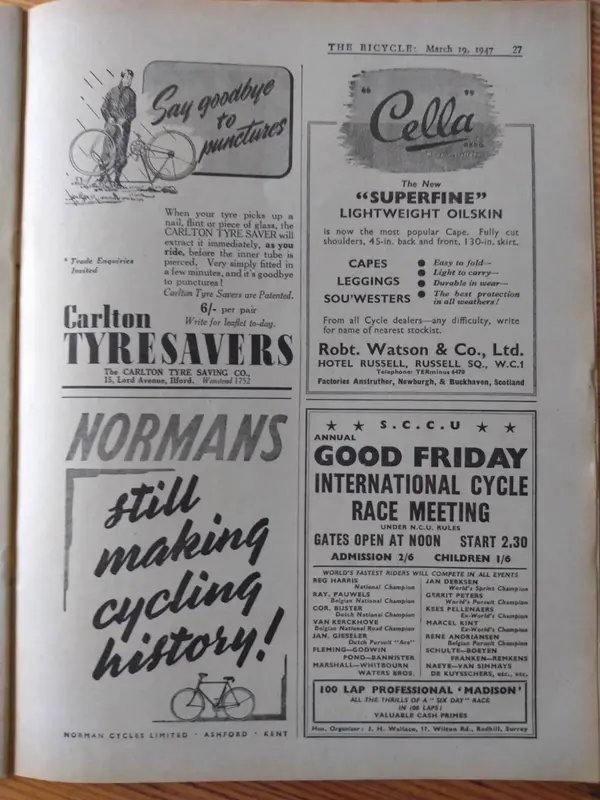 THE BICYCLE: March 19, 1947 27
Say goodbye
to
punctures
When your tyre picks up a
nail, flint or piece of glass, the
CARLTON TYRE SAVER will
extract it immediately, as you
ride, before the inner tube is
pierced. Very simply fitted in
a few minutes, and it's goodbye
to punctures!
Carlton Tyre Savers are Patented.
* Trade Enquiries
Invited
6/- per pair
Write for leaflet to-day.
Carlton
TYRESAVERS
The CARLTON TYRE SAVING CO.,
15, Lord Avenue, Ilford. Wanstead 1752
"Cella"
The New
"SUPERFINE"
LIGHTWEIGHT OILSKIN
is now the most popular Cape. Fully cut
shoulders, 45-in. back and front, 130-in. skirt.
CAPES
LEGGINGS
SOU'WESTERS
● Easy to fold—
● Light to carry—
● Durable in wear—
● The best protection
in all weathers!
From all Cycle dealers—any difficulty, write
for name of nearest stockist.
Robt. Watson & Co., Ltd.
HOTEL RUSSELL, RUSSELL SQ., W.C.1
Telephone: TERminus 6470
Factories Anstruther, Newburgh, & Buckhaven, Scotland
NORMANS
still
making
cycling
history!
NORMAN CYCLES LIMITED · ASHFORD · KENT
★ ★ S.C.C.U ★ ★
ANNUAL
GOOD FRIDAY
INTERNATIONAL CYCLE
RACE MEETING
UNDER N.C.U. RULES
GATES OPEN AT NOON START 2.30
ADMISSION 2/6 CHILDREN 1/6
WORLD'S FASTEST RIDERS WILL COMPETE IN ALL EVENTS
REG HARRIS
National Champion
RAY. PAUWELS
Belgian National Champion
COR. BIJSTER
Dutch National Champion
VAN KERCKHOVE
Belgian National Road Champion
JAN. GIESELER
Dutch Pursuit "Ace"
FLEMING—GODWIN
POND—BANNISTER
MARSHALL—WHITBOURN
WATERS BROS.
JAN DERKSEN
World's Sprint Champion
GERRIT PETERS
World's Pursuit Champion
KEES PELLENAERS
Ex-World's Champion
MARCEL KINT
Ex-World's Champion
RENE ANDRIANSEN
Belgian Pursuit Champion
SCHULTE—BOEYEN
FRANKEN—REMKENS
NAEYE—VAN SIMMAYS
DE KUYSSCHERS, etc., etc.
100 LAP PROFESSIONAL 'MADISON'
ALL THE THRILLS OF A "SIX DAY" RACE
IN 100 LAPS!
VALUABLE CASH PRIMES
Hon. Organiser: J. H. Wallace, 17, Wilton Rd., Redhill, Surrey